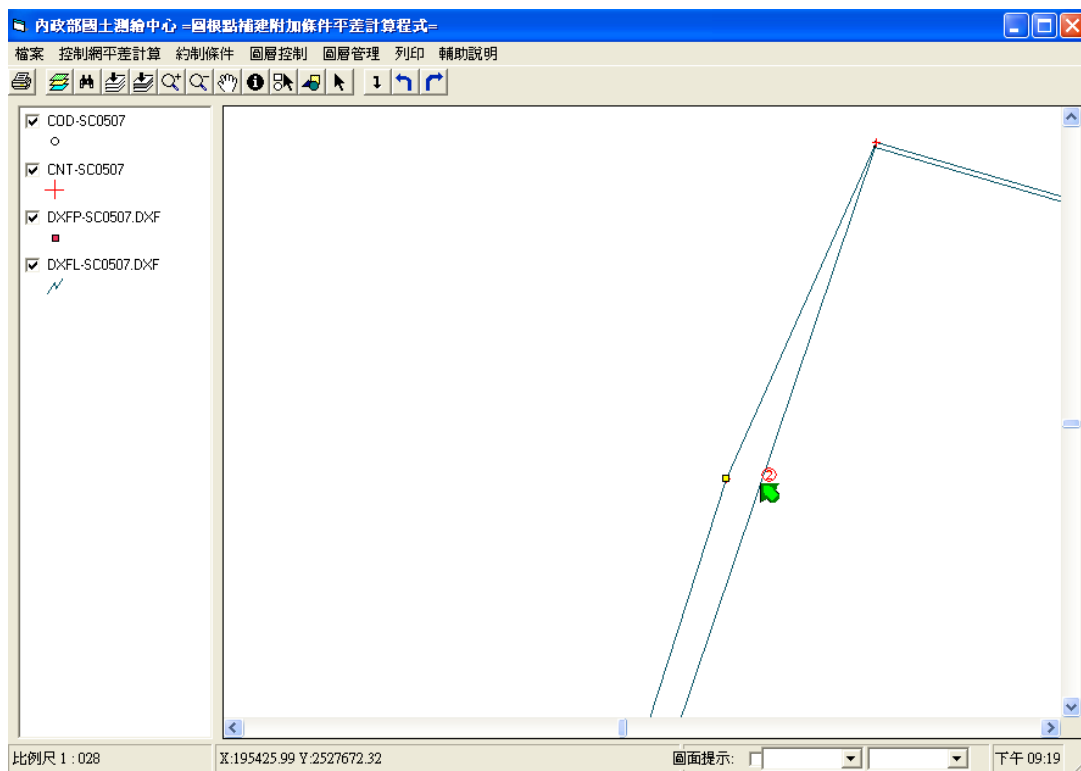 內政部國土測繪中心 =圖根點補建附加條件平差計算程式=
檔案 控制網平差計算 約制條件 圖層控制 圖層管理 列印 輔助說明
COD-SC0507
CNT-SC0507
DXFP-SC0507.DXF
DXFL-SC0507.DXF
②
比例尺 1 : 028 X:195425.99 Y:2527672.32 圖面提示: 下午 09:19